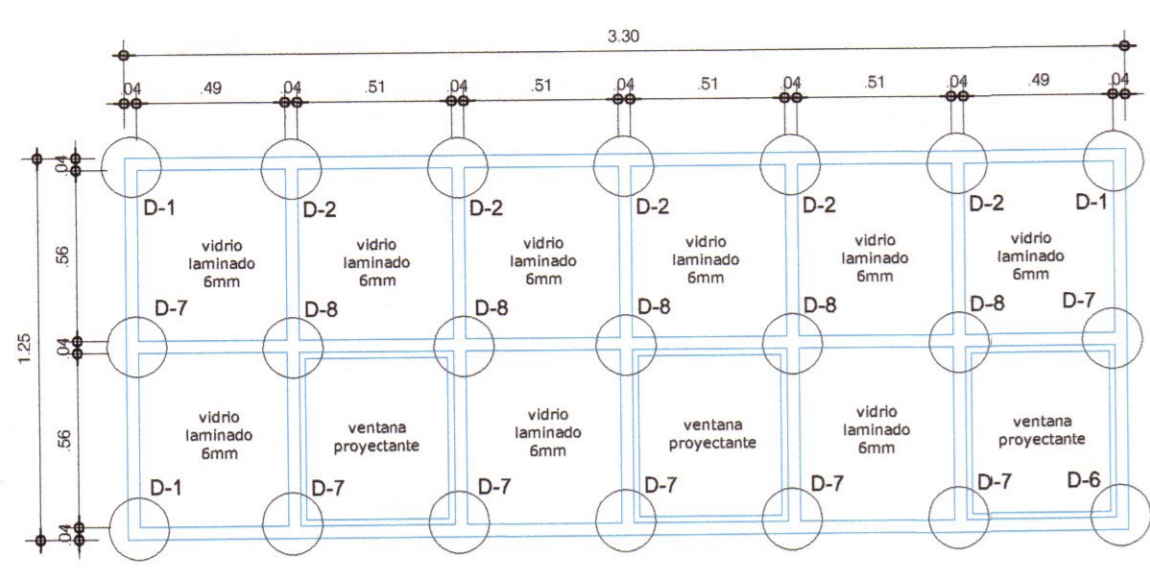 3.30
.04 .49 .04 .51 .04 .51 .04 .51 .04 .51 .04 .49 .04
.04
D-1 D-2 D-2 D-2 D-2 D-2 D-1
.56
vidrio
laminado
6mm
vidrio
laminado
6mm
vidrio
laminado
6mm
vidrio
laminado
6mm
vidrio
laminado
6mm
vidrio
laminado
6mm
D-7 D-8 D-8 D-8 D-8 D-8 D-7
1.25
.04
.56
vidrio
laminado
6mm
ventana
proyectante
vidrio
laminado
6mm
ventana
proyectante
vidrio
laminado
6mm
ventana
proyectante
D-1 D-7 D-7 D-7 D-7 D-7 D-6
.04